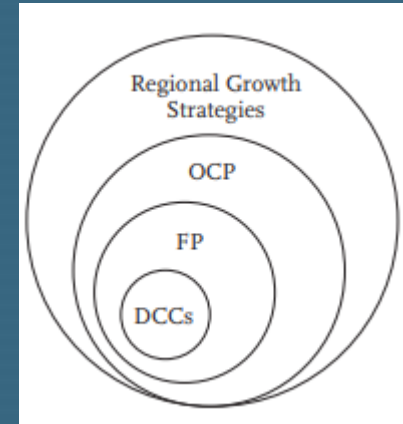 Regional Growth
Strategies
OCP
FP
DCCs